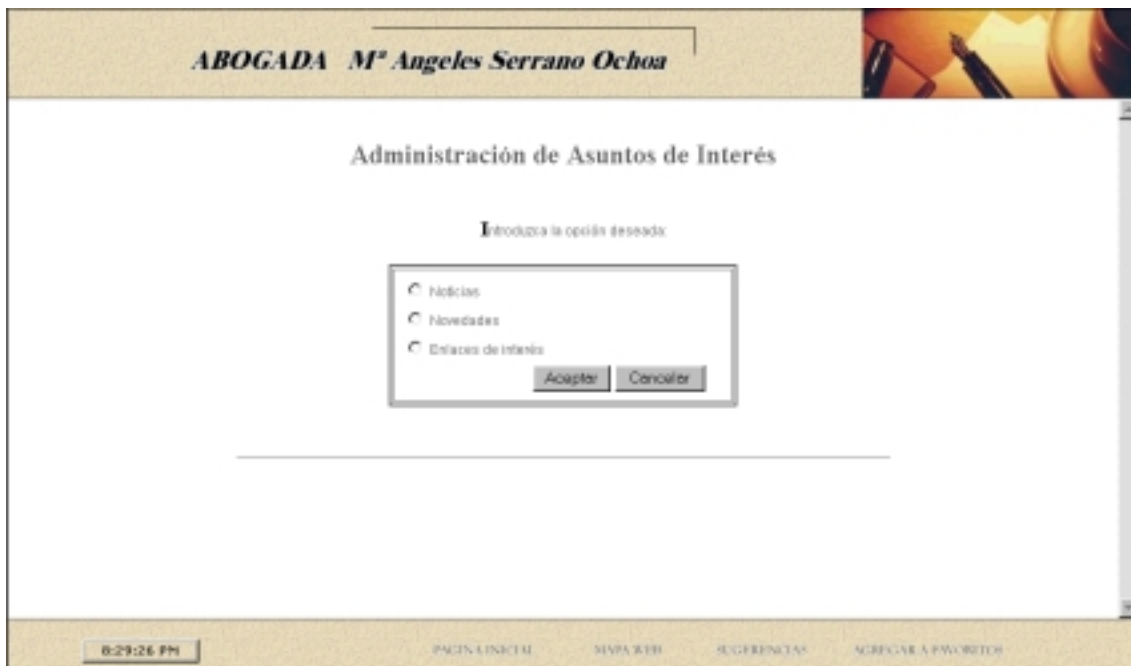 ABOGADA Mª Angeles Serrano Ochoa
Administración de Asuntos de Interés
Introduzca la opción deseada:
Noticias
Novedades
Enlaces de interés
Aceptar Cancelar
8:29:26 PM PAGINA INICIAL MAPA WEB SUGERENCIAS AGREGAR A FAVORITOS